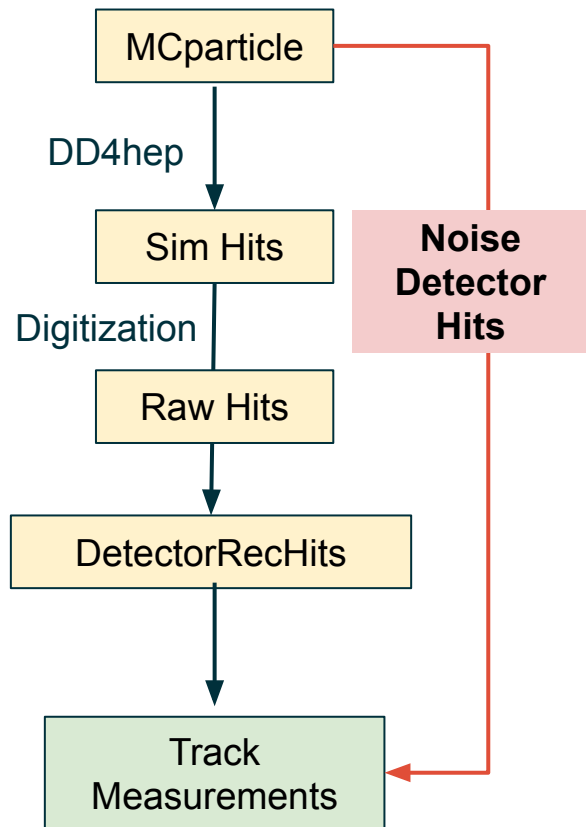 MCparticle
DD4hep
Sim Hits
Noise
Detector
Hits
Digitization
Raw Hits
DetectorRecHits
Track
Measurements